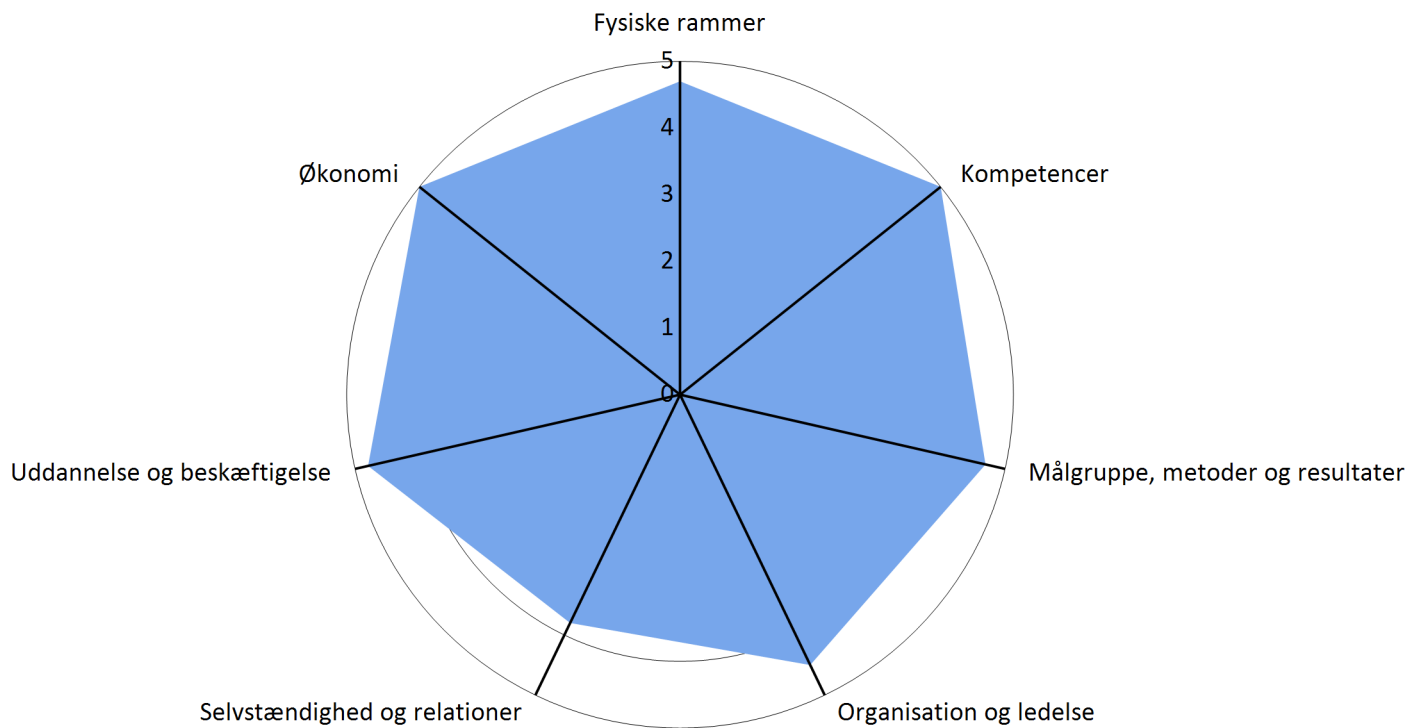 Fysiske rammer
5
4
3
2
1
0
Økonomi
Kompetencer
Uddannelse og beskæftigelse
Målgruppe, metoder og resultater
Selvstændighed og relationer
Organisation og ledelse